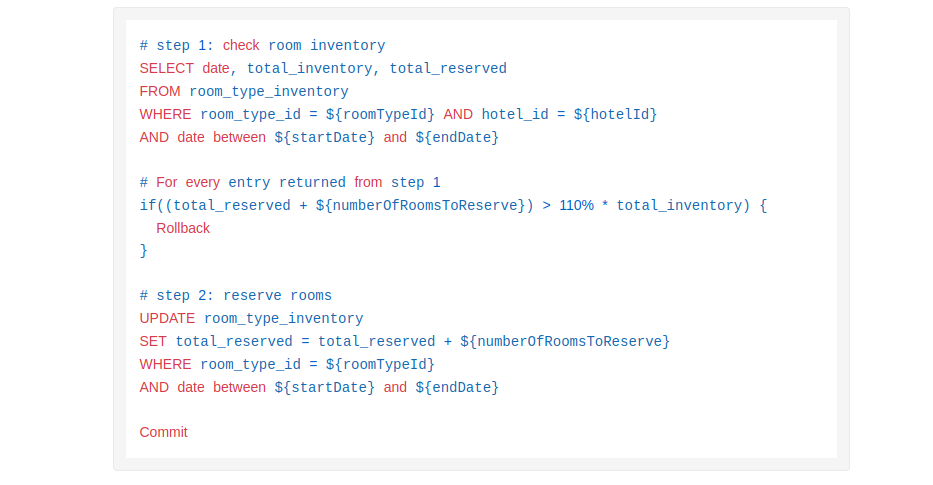 # step 1: check room inventory
SELECT date, total_inventory, total_reserved
FROM room_type_inventory
WHERE room_type_id = ${roomTypeId} AND hotel_id = ${hotelId}
AND date between ${startDate} and ${endDate}
# For every entry returned from step 1
if((total_reserved + ${numberOfRoomsToReserve}) > 110% * total_inventory) {
Rollback
}
# step 2: reserve rooms
UPDATE room_type_inventory
SET total_reserved = total_reserved + ${numberOfRoomsToReserve}
WHERE room_type_id = ${roomTypeId}
AND date between ${startDate} and ${endDate}
Commit